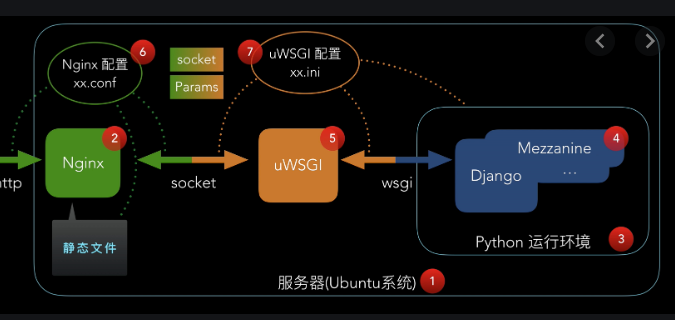 Nginx 配置
xx.conf
6
socket
Params
7
uWSGI 配置
xx.ini
2
Nginx
5
uWSGI
4
Mezzanine
...
Django
ttp
socket
wsgi
静态文件
Python 运行环境
3
服务器(Ubuntu系统)
1